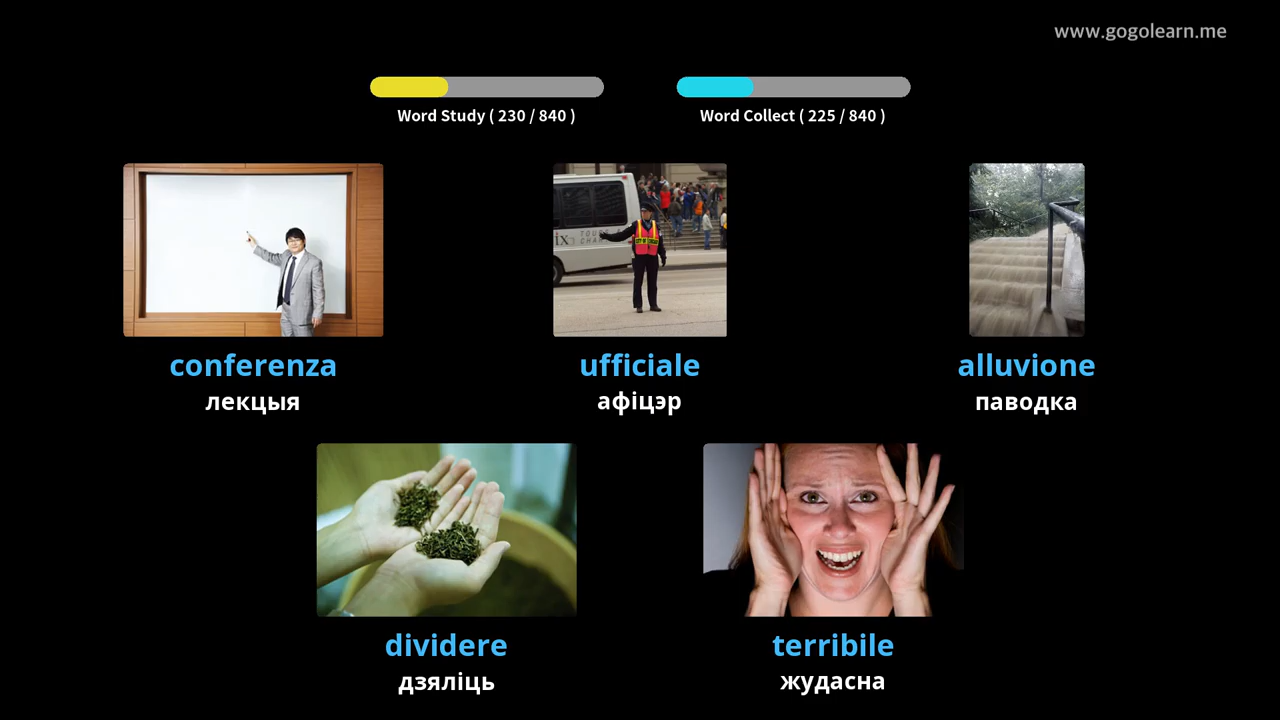 www.gogolearn.me
Word Study ( 230 / 840 )
Word Collect ( 225 / 840 )
conferenza
лекцыя
ufficiale
афіцэр
alluvione
паводка
dividere
дзяліць
terribile
жудасна